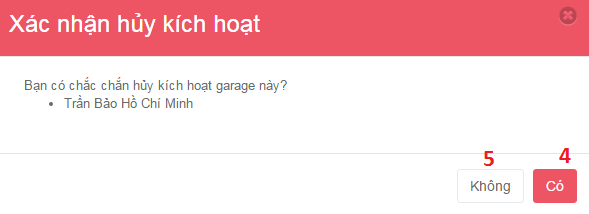 Xác nhận hủy kích hoạt
Bạn có chắc chắn hủy kích hoạt garage này?
• Trần Bảo Hồ Chí Minh
5 4
Không Có